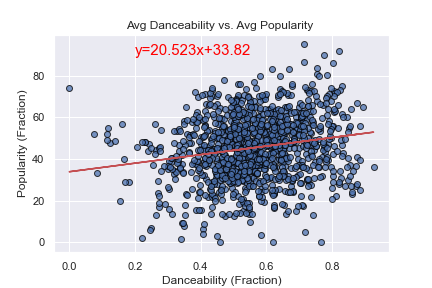 Avg Danceability vs. Avg Popularity
y=20.523x+33.82
Popularity (Fraction)
80
60
40
20
0
0.0 0.2 0.4 0.6 0.8
Danceability (Fraction)